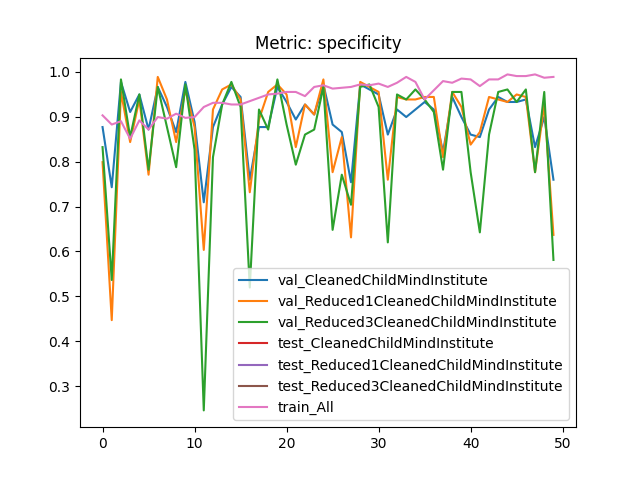 Metric: specificity
1.0
0.9
0.8
0.7
0.6
0.5
0.4
0.3
val_CleanedChildMindInstitute
val_Reduced1CleanedChildMindInstitute
val_Reduced3CleanedChildMindInstitute
test_CleanedChildMindInstitute
test_Reduced1CleanedChildMindInstitute
test_Reduced3CleanedChildMindInstitute
train_All
0 10 20 30 40 50